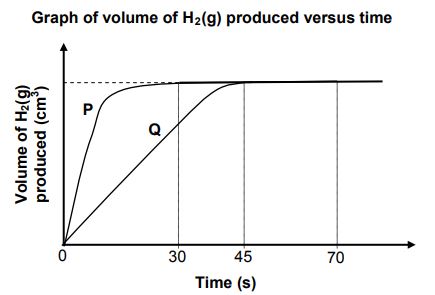 Graph of volume of H₂(g) produced versus time
Volume of H₂(g)
produced (cm³)
P
Q
0
30
45
70
Time (s)